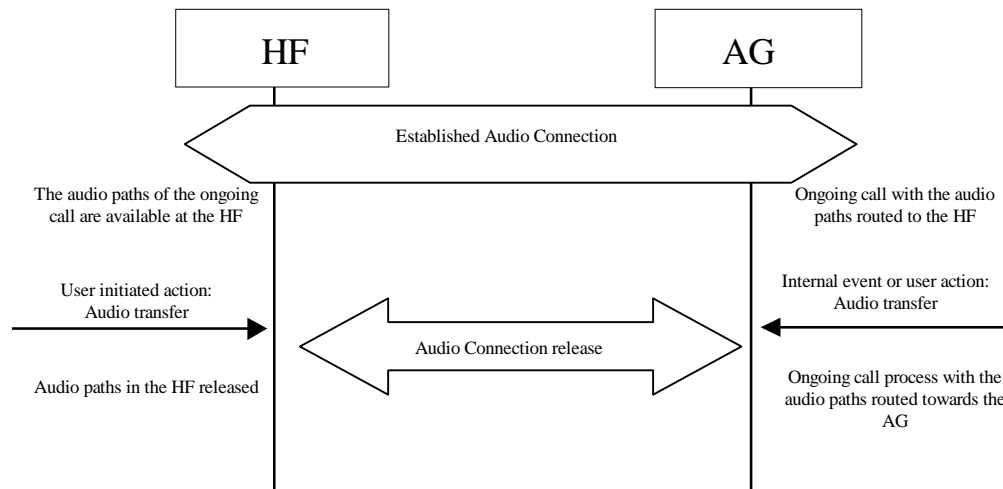 HF
AG
Established Audio Connection
The audio paths of the ongoing
call are available at the HF
Ongoing call with the audio
paths routed to the HF
User initiated action:
Audio transfer
Internal event or user action:
Audio transfer
Audio Connection release
Audio paths in the HF released
Ongoing call process with the
audio paths routed towards the
AG